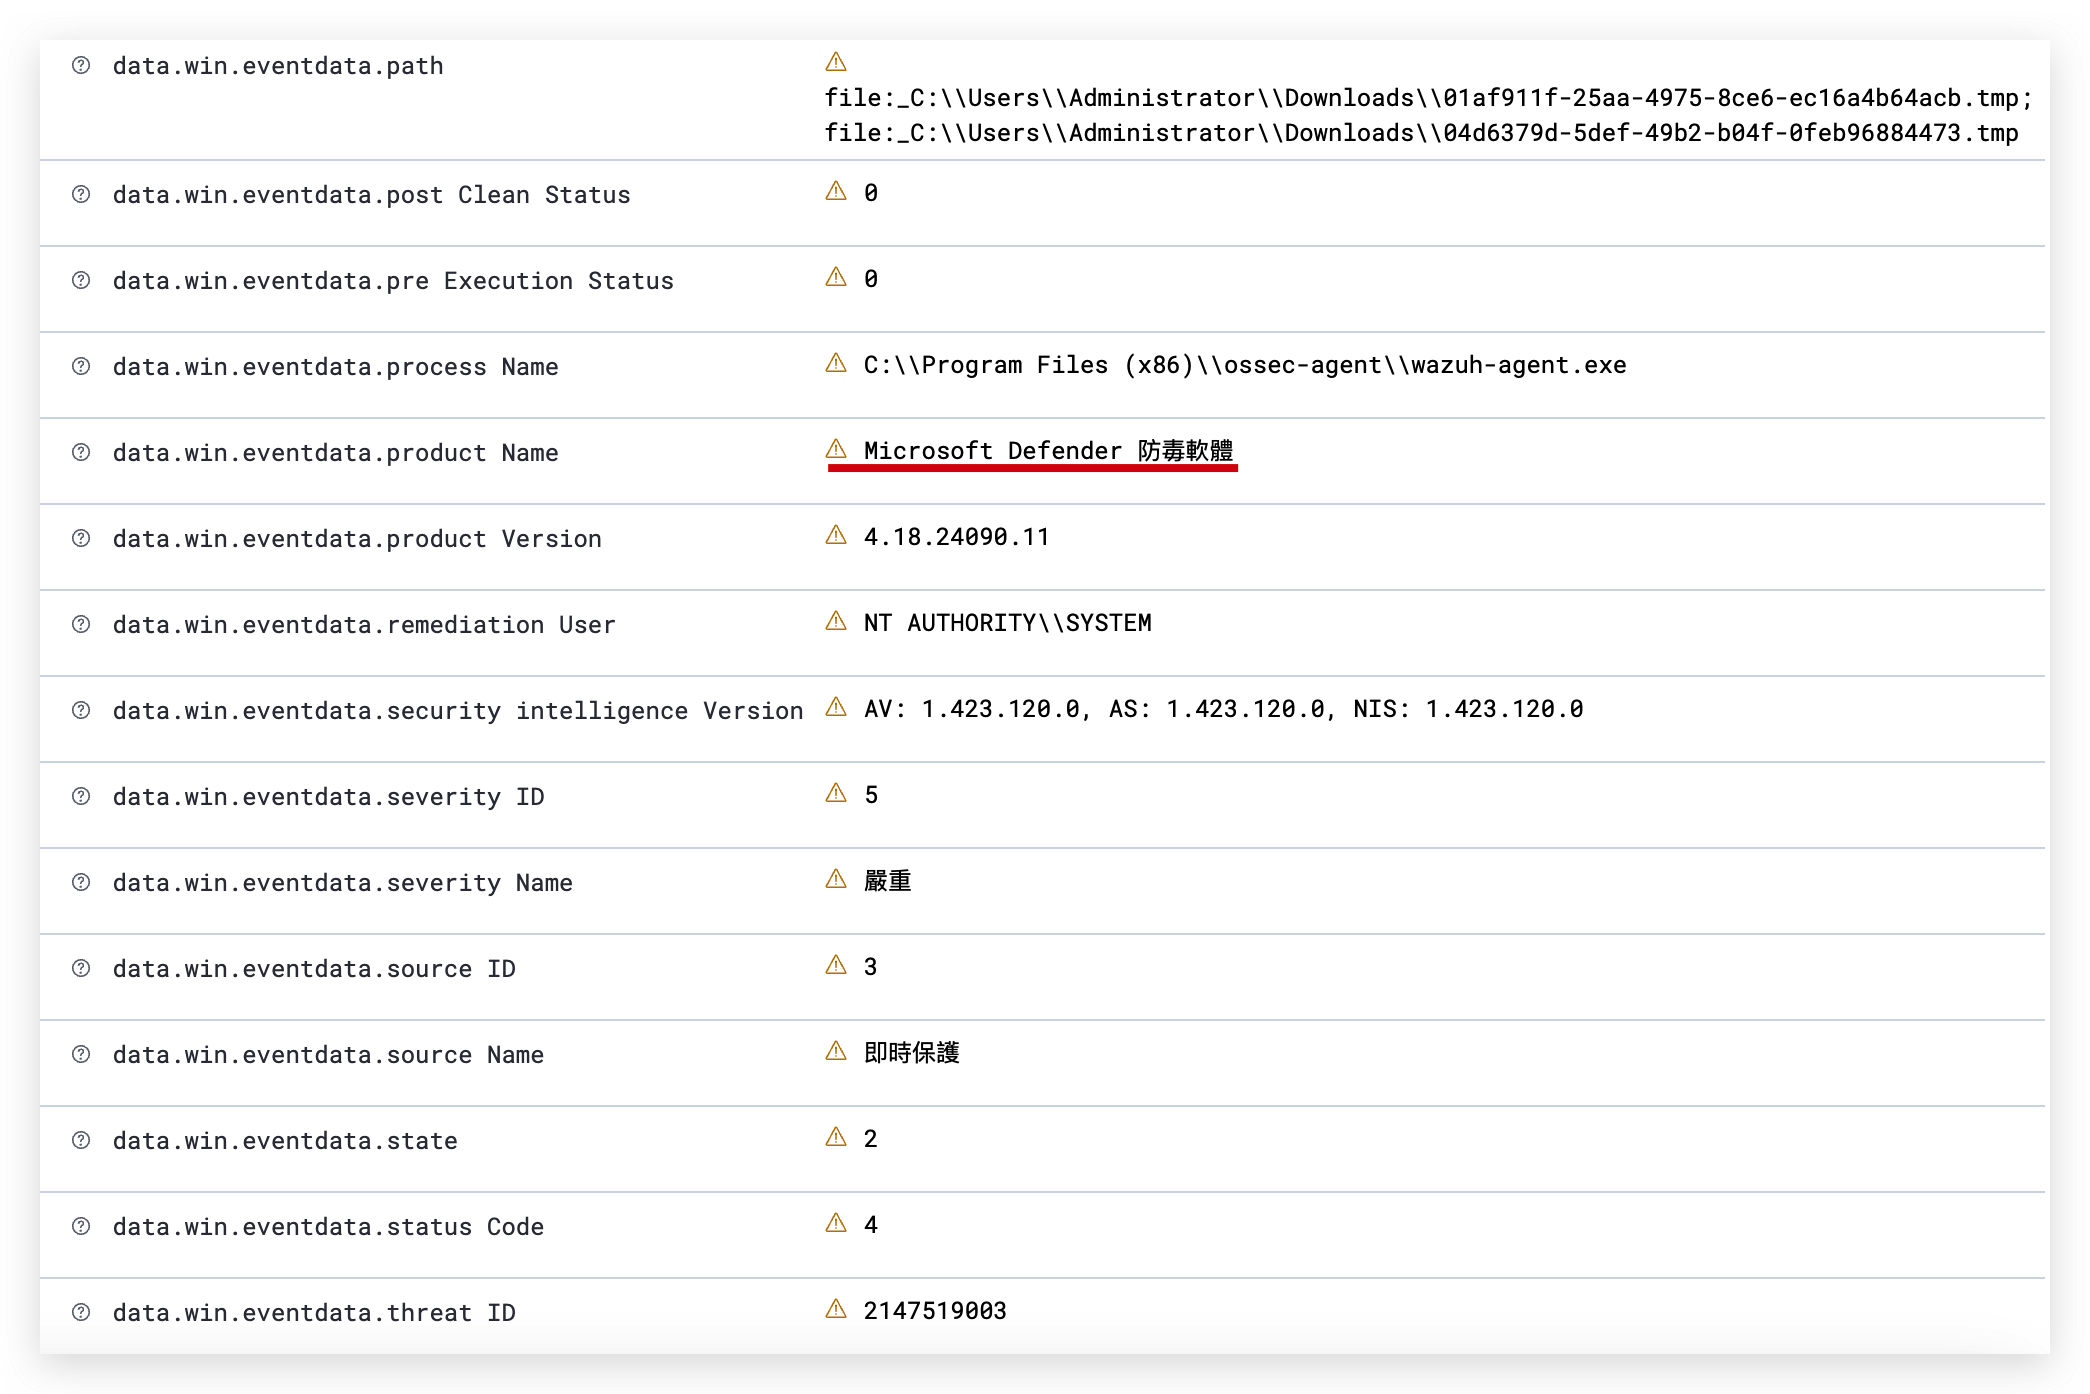 data.win.eventdata.path
file:_C:\\Users\\Administrator\\Downloads\\01af911f-25aa-4975-8ce6-ec16a4b64acb.tmp;
file:_C:\\Users\\Administrator\\Downloads\\04d6379d-5def-49b2-b04f-0feb96884473.tmp
data.win.eventdata.post Clean Status 0
data.win.eventdata.pre Execution Status 0
data.win.eventdata.process Name C:\\Program Files (x86)\\ossec-agent\\wazuh-agent.exe
data.win.eventdata.product Name Microsoft Defender 防毒軟體
data.win.eventdata.product Version 4.18.24090.11
data.win.eventdata.remediation User NT AUTHORITY\\SYSTEM
data.win.eventdata.security intelligence Version AV: 1.423.120.0, AS: 1.423.120.0, NIS: 1.423.120.0
data.win.eventdata.severity ID 5
data.win.eventdata.severity Name 嚴重
data.win.eventdata.source ID 3
data.win.eventdata.source Name 即時保護
data.win.eventdata.state 2
data.win.eventdata.status Code 4
data.win.eventdata.threat ID 2147519003